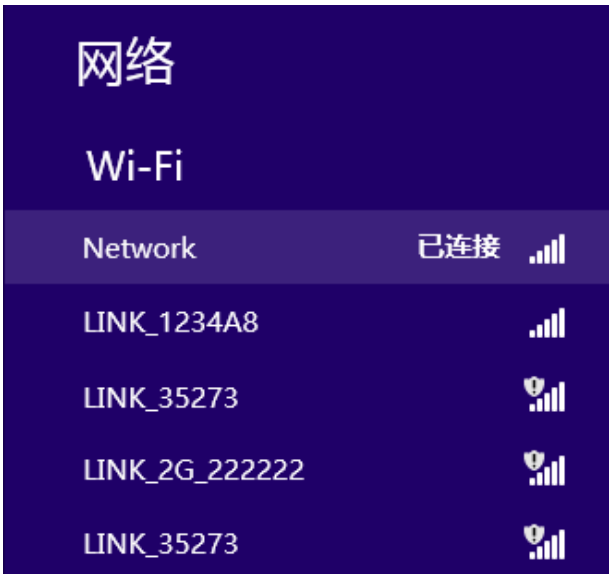 网络
Wi-Fi
Network 已连接
LINK_1234A8
LINK_35273
LINK_2G_222222
LINK_35273